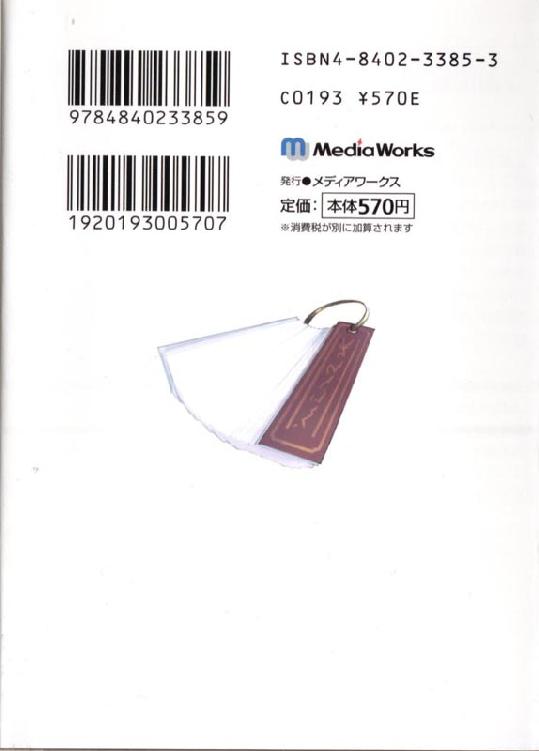 9784840233859
1920193005707
ISBN4-8402-3385-3
C0193 ¥570E
m MediaWorks
発行●メディアワークス
定価：本体570円
※消費税が別に加算されます